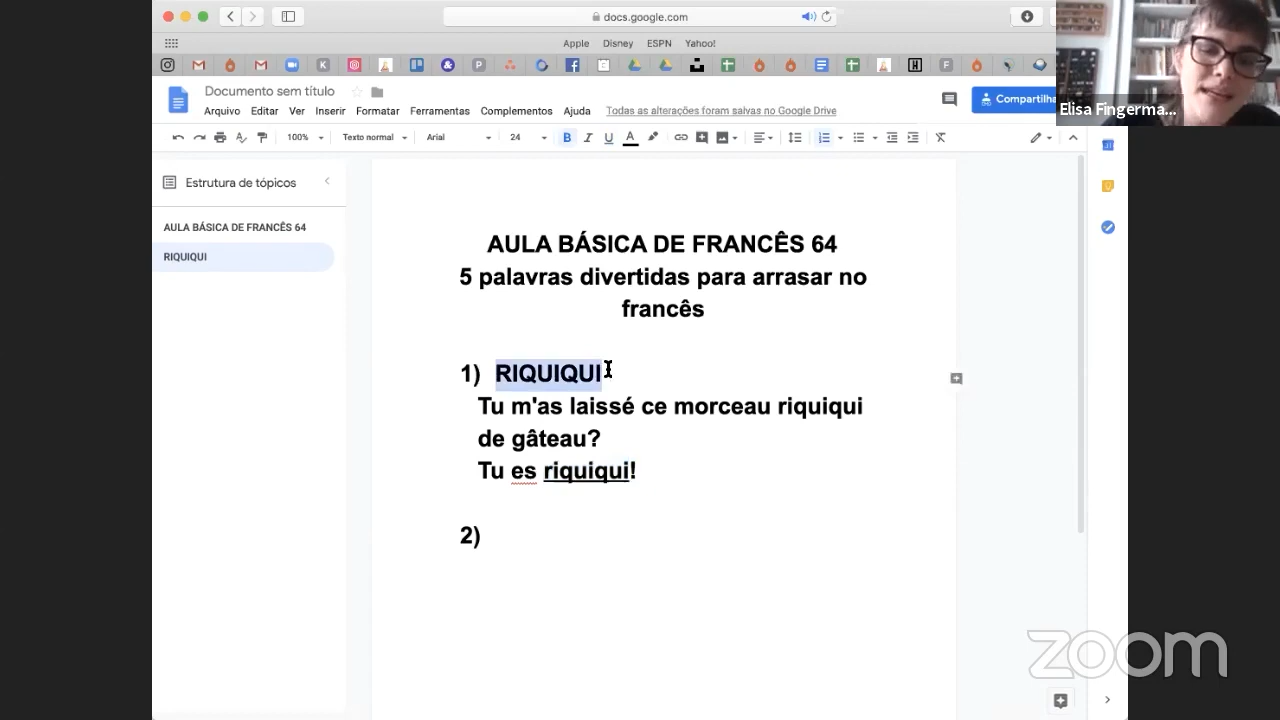 docs.google.com
Apple Disney ESPN Yahoo!
Documento sem título
Arquivo Editar Ver Inserir Ferramentas Complementos Ajuda Todas as alterações foram salvas no Google Drive
Compartilha
Elisa Fingerma...
100% Texto normal Arial 24
Estrutura de tópicos
AULA BÁSICA DE FRANCÊS 64
RIQUIQUI
AULA BÁSICA DE FRANCÊS 64
5 palavras divertidas para arrasar no
francês
1) RIQUIQUI
Tu m'as laissé ce morceau riquiqui
de gâteau?
Tu es riquiqui!
2)
zoom